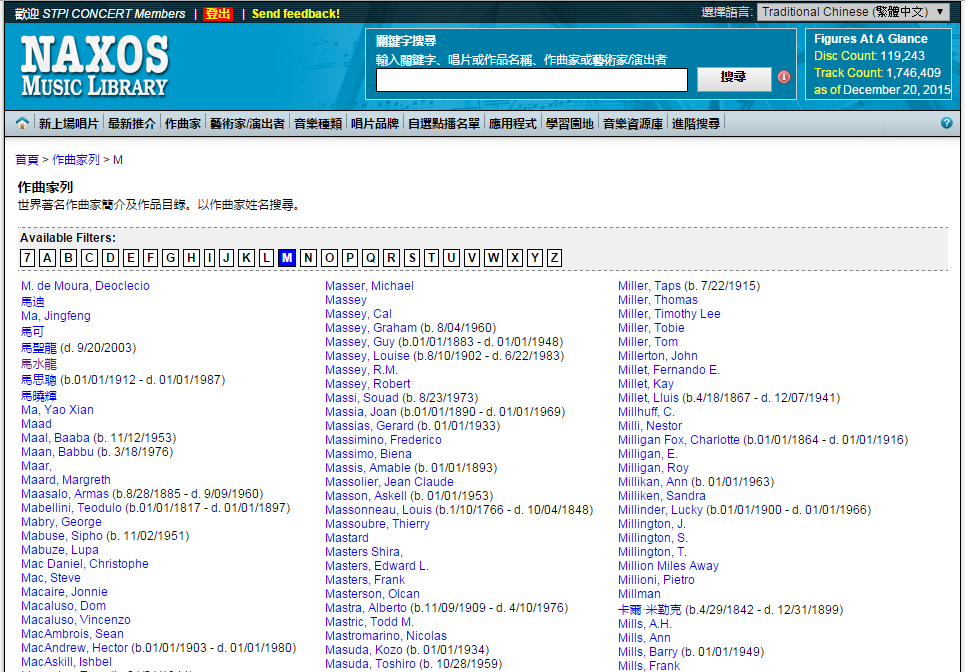 歡迎 STPI CONCERT Members | 登出 | Send feedback!
選擇語言: Traditional Chinese (繁體中文)
NAXOS
MUSIC LIBRARY
關鍵字搜尋
輸入關鍵字、唱片或作品名稱、作曲家或藝術家/演出者
搜尋
Figures At A Glance
Disc Count: 119,243
Track Count: 1,746,409
as of December 20, 2015
新上場唱片 | 最新推介 | 作曲家 | 藝術家/演出者 | 音樂種類 | 唱片品牌 | 自選點播名單 | 應用程式 | 學習園地 | 音樂資源庫 | 進階搜尋 ?
首頁 > 作曲家列 > M
作曲家列
世界著名作曲家簡介及作品目錄。以作曲家姓名搜尋。
Available Filters:
7 A B C D E F G H I J K L M N O P Q R S T U V W X Y Z
M. de Moura, Deoclecio
馬迪
Ma, Jingfeng
馬可
馬聖龍 (d. 9/20/2003)
馬水龍
馬思聰 (b.01/01/1912 - d. 01/01/1987)
馬曉輝
Ma, Yao Xian
Maad
Maal, Baaba (b. 11/12/1953)
Maan, Babbu (b. 3/18/1976)
Maar,
Maard, Margreth
Maasalo, Armas (b.8/28/1885 - d. 9/09/1960)
Mabellini, Teodulo (b.01/01/1817 - d. 01/01/1897)
Mabry, George
Mabuse, Sipho (b. 11/02/1951)
Mabuze, Lupa
Mac Daniel, Christophe
Mac, Steve
Macaire, Jonnie
Macaluso, Dom
Macaluso, Vincenzo
MacAmbrois, Sean
MacAndrew, Hector (b.01/01/1903 - d. 01/01/1980)
MacAskill, Ishbel
Masser, Michael
Massey
Massey, Cal
Massey, Graham (b. 8/04/1960)
Massey, Guy (b.01/01/1883 - d. 01/01/1948)
Massey, Louise (b.8/10/1902 - d. 6/22/1983)
Massey, R.M.
Massey, Robert
Massi, Souad (b. 8/23/1973)
Massia, Joan (b.01/01/1890 - d. 01/01/1969)
Massias, Gerard (b. 01/01/1933)
Massimino, Frederico
Massimo, Biena
Massis, Amable (b. 01/01/1893)
Massolier, Jean Claude
Masson, Askell (b. 01/01/1953)
Massonneau, Louis (b.1/10/1766 - d. 10/04/1848)
Massoubre, Thierry
Mastard
Masters Shira,
Masters, Edward L.
Masters, Frank
Masterson, Olcan
Mastra, Alberto (b.11/09/1909 - d. 4/10/1976)
Mastric, Todd M.
Mastromarino, Nicolas
Masuda, Kozo (b. 01/01/1934)
Masuda, Toshiro (b. 10/28/1959)
Miller, Taps (b. 7/22/1915)
Miller, Thomas
Miller, Timothy Lee
Miller, Tobie
Miller, Tom
Millerton, John
Millet, Fernando E.
Millet, Kay
Millet, Lluis (b.4/18/1867 - d. 12/07/1941)
Millhuff, C.
Milli, Nestor
Milligan Fox, Charlotte (b.01/01/1864 - d. 01/01/1916)
Milligan, E.
Milligan, Roy
Millikan, Ann (b. 01/01/1963)
Milliken, Sandra
Millinder, Lucky (b.01/01/1900 - d. 01/01/1966)
Millington, J.
Millington, S.
Millington, T.
Million Miles Away
Millioni, Pietro
Millman
卡爾·米勒克 (b.4/29/1842 - d. 12/31/1899)
Mills, A.H.
Mills, Ann
Mills, Barry (b. 01/01/1949)
Mills, Frank